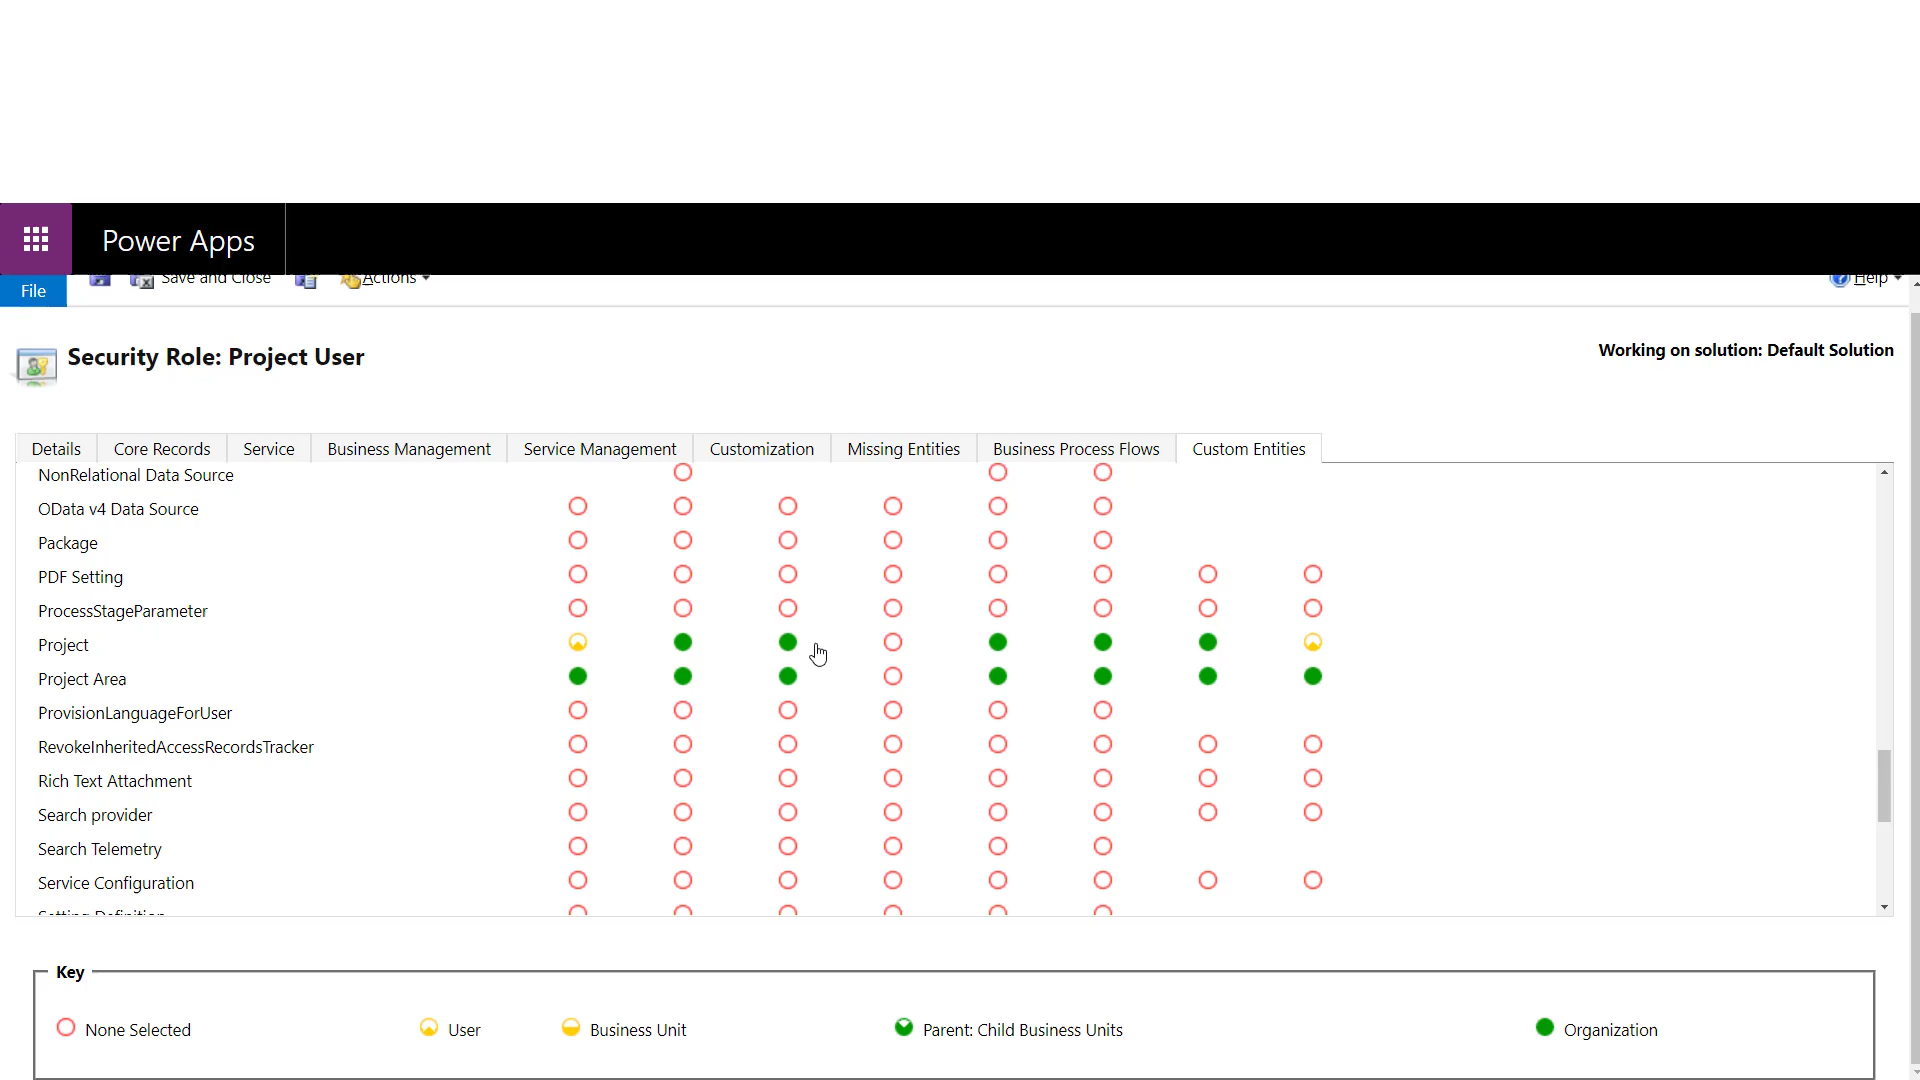 Power Apps
File
Save and Close
Actions
Help
Security Role: Project User
Working on solution: Default Solution
Details
Core Records
Service
Business Management
Service Management
Customization
Missing Entities
Business Process Flows
Custom Entities
NonRelational Data Source
OData v4 Data Source
Package
PDF Setting
ProcessStageParameter
Project
Project Area
ProvisionLanguageForUser
RevokeInheritedAccessRecordsTracker
Rich Text Attachment
Search provider
Search Telemetry
Service Configuration
Setting Definition
Key
None Selected
User
Business Unit
Parent: Child Business Units
Organization